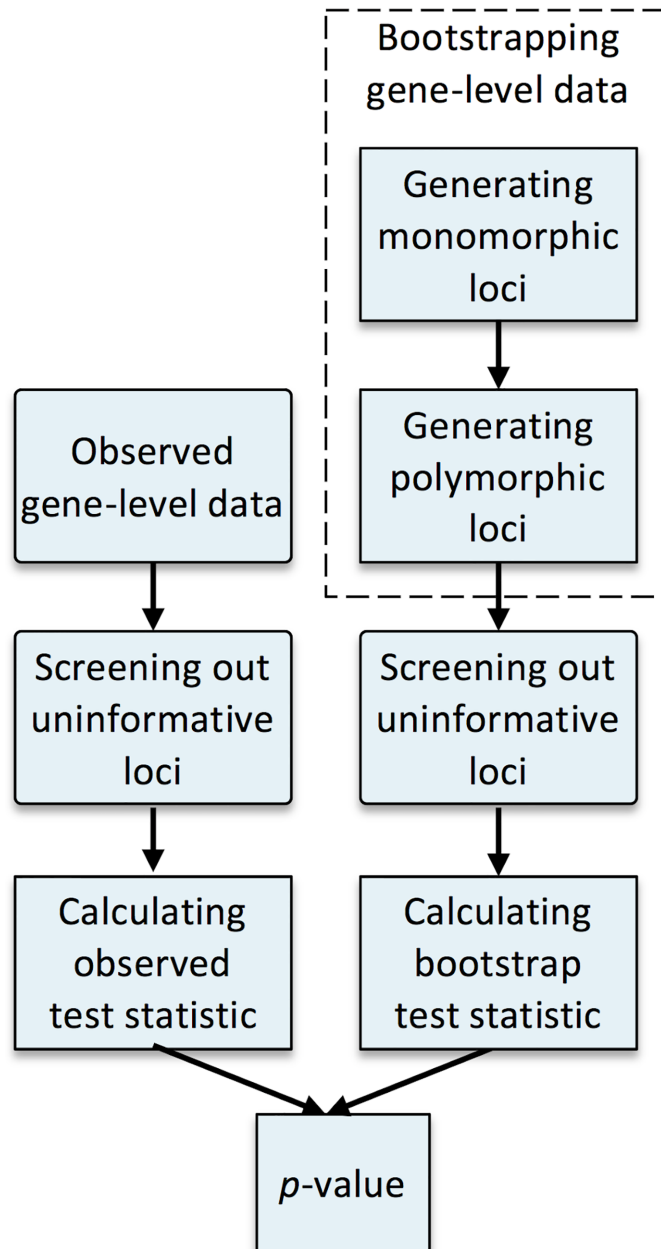 Bootstrapping
gene-level data
Generating
monomorphic
loci
Generating
polymorphic
loci
Observed
gene-level data
Screening out
uninformative
loci
Screening out
uninformative
loci
Calculating
observed
test statistic
Calculating
bootstrap
test statistic
p-value